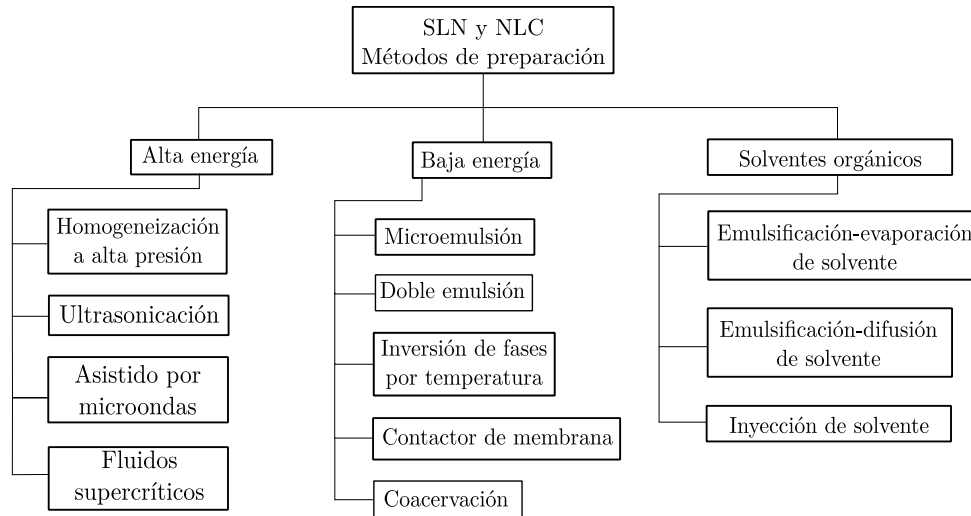 SLN y NLC
Métodos de preparación
Alta energía
Homogeneización
a alta presión
Ultrasonicación
Asistido por
microondas
Fluidos
supercríticos
Baja energía
Microemulsión
Doble emulsión
Inversión de fases
por temperatura
Contactor de membrana
Coacervación
Solventes orgánicos
Emulsificación-evaporación
de solvente
Emulsificación-difusión
de solvente
Inyección de solvente